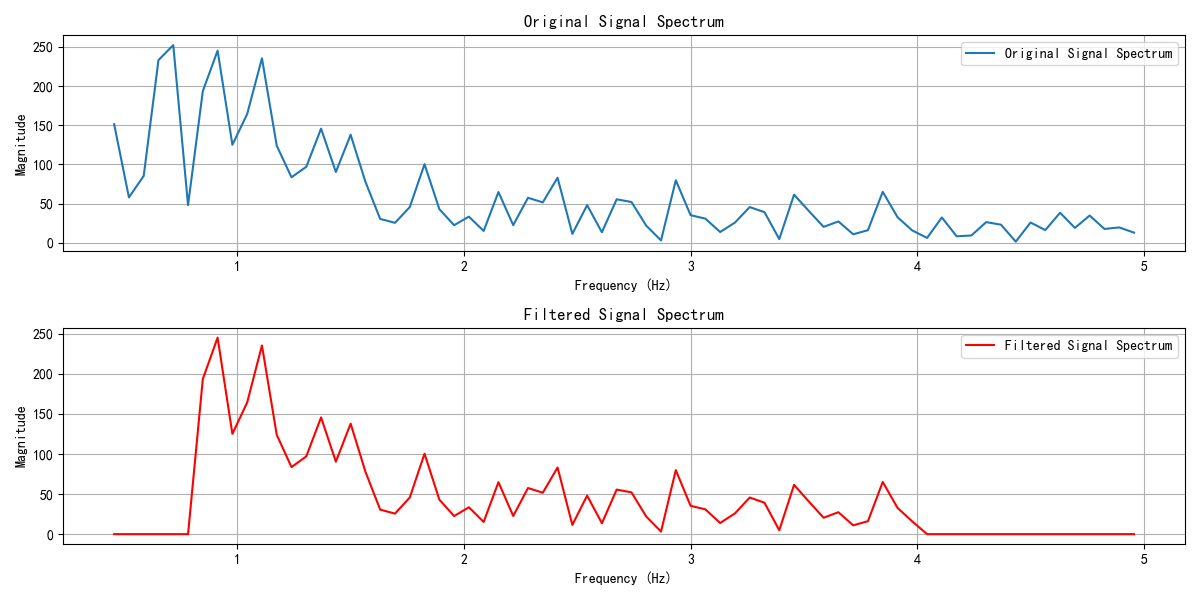 Original Signal Spectrum
Original Signal Spectrum
Magnitude
250
200
150
100
50
0
1 2 3 4 5
Frequency (Hz)
Filtered Signal Spectrum
Filtered Signal Spectrum
Magnitude
250
200
150
100
50
0
1 2 3 4 5
Frequency (Hz)